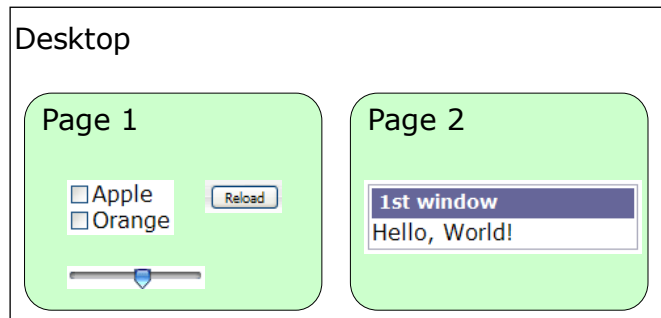 Desktop
Page 1
Apple
Orange
Reload
Page 2
1st window
Hello, World!